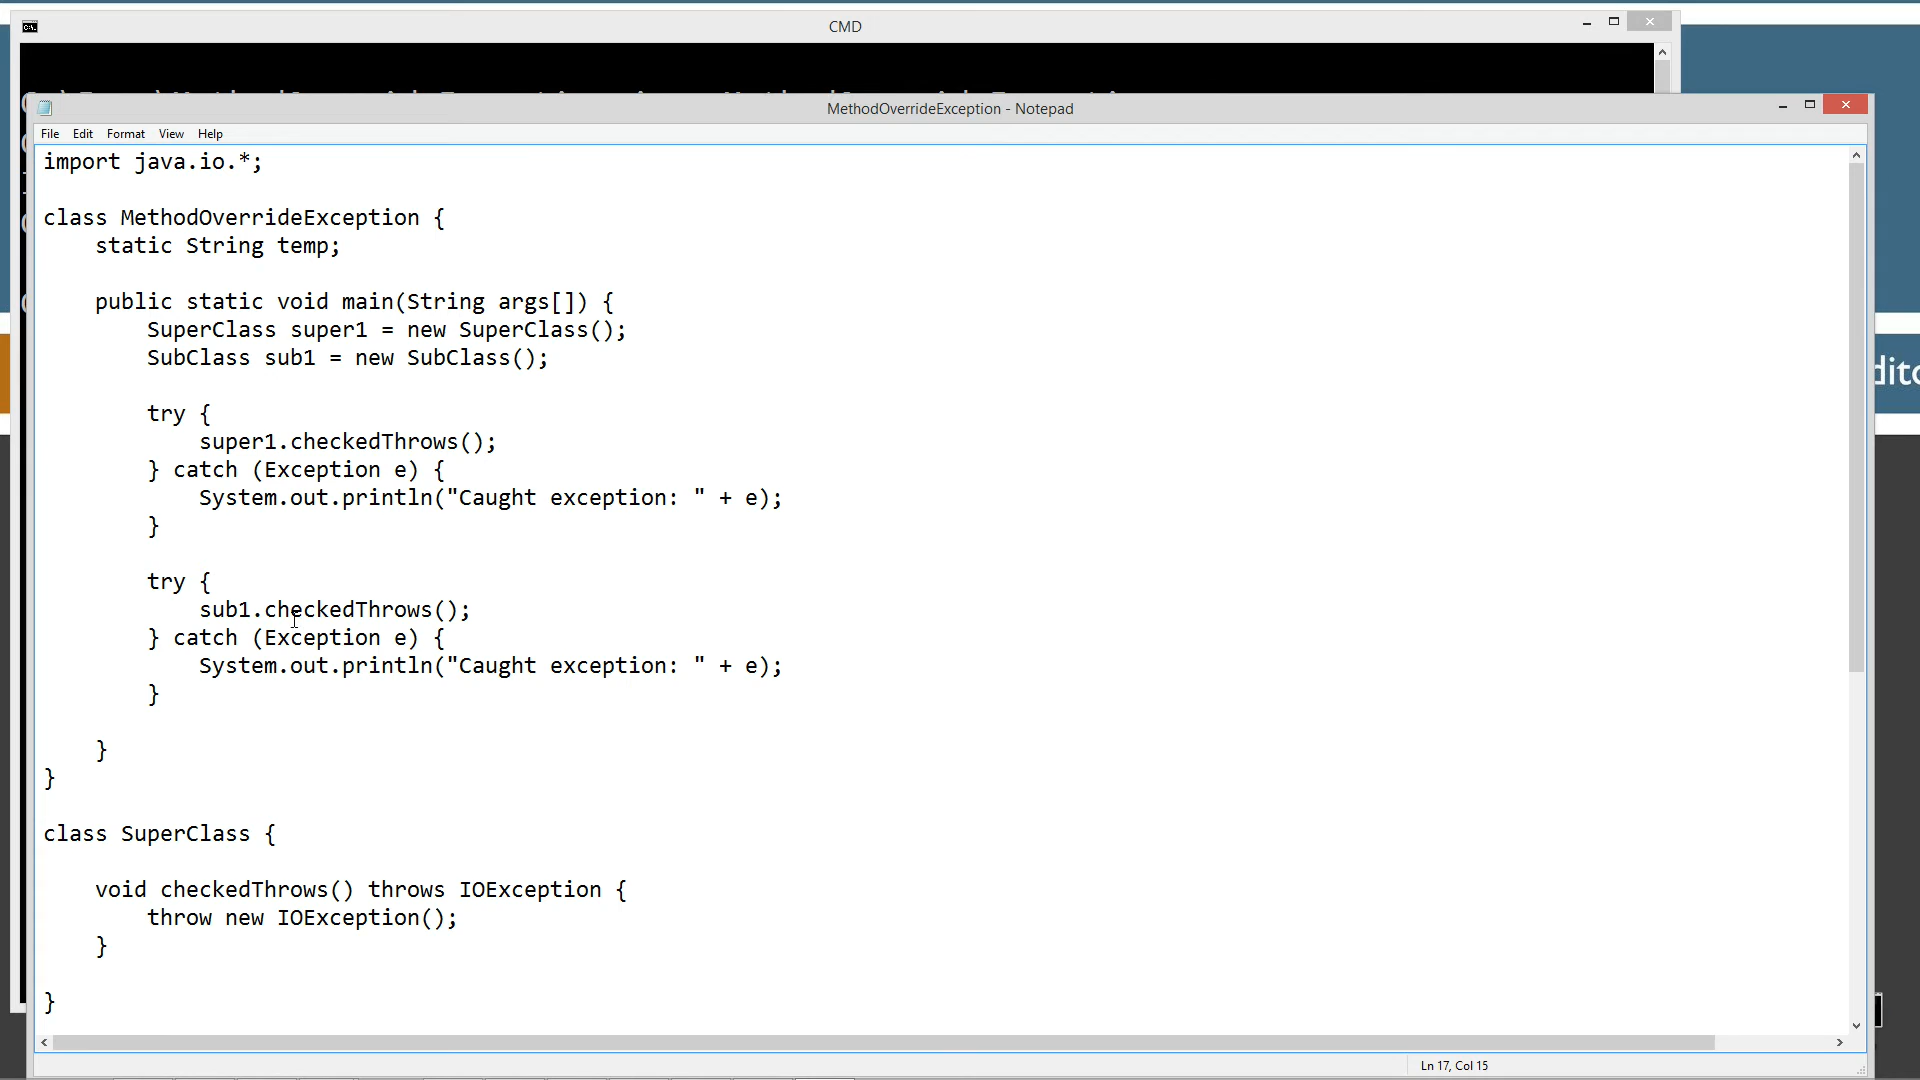 CMD
MethodOverrideException - Notepad
File Edit Format View Help
import java.io.*;
class MethodOverrideException {
static String temp;
public static void main(String args[]) {
SuperClass super1 = new SuperClass();
SubClass sub1 = new SubClass();
try {
super1.checkedThrows();
} catch (Exception e) {
System.out.println("Caught exception: " + e);
}
try {
sub1.checkedThrows();
} catch (Exception e) {
System.out.println("Caught exception: " + e);
}
}
}
class SuperClass {
void checkedThrows() throws IOException {
throw new IOException();
}
}
Ln 17, Col 15